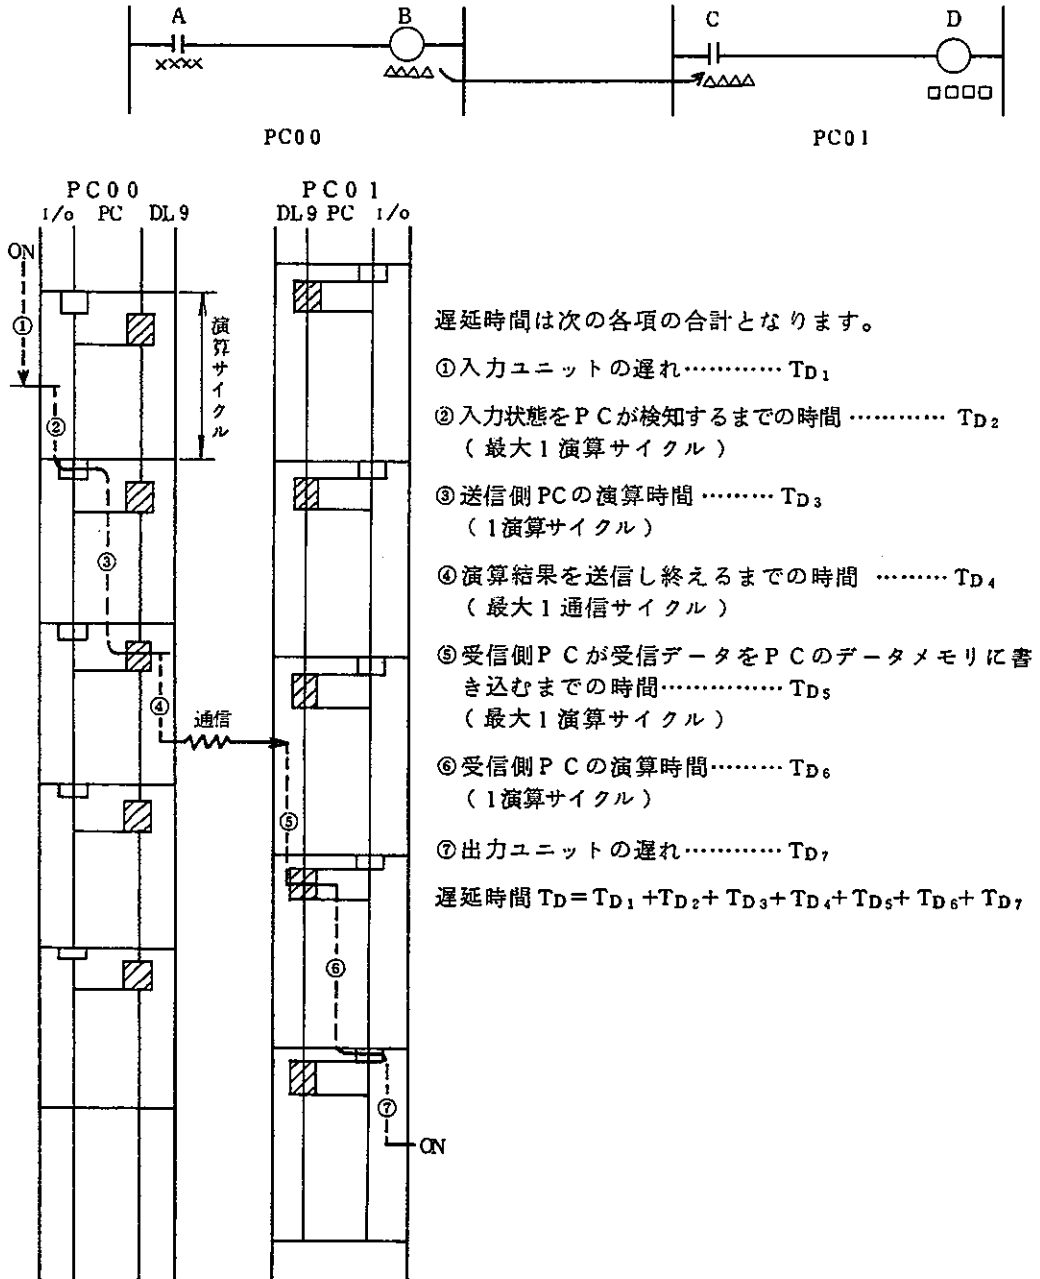 A B C D
×××× △△△△ △△△△ □□□□
PC00 PC01
PC00 PC01
I/o PC DL9 DL9 PC I/o
ON
①
演算サイクル
②
③
④
通信
⑤
⑥
⑦
ON
遅延時間は次の各項の合計となります。
①入力ユニットの遅れ………… TD1
②入力状態をPCが検知するまでの時間 ………… TD2
(最大1演算サイクル)
③送信側PCの演算時間 ……… TD3
(1演算サイクル)
④演算結果を送信し終えるまでの時間 ……… TD4
(最大1通信サイクル)
⑤受信側PCが受信データをPCのデータメモリに書
き込むまでの時間…………… TD5
(最大1演算サイクル)
⑥受信側PCの演算時間……… TD6
(1演算サイクル)
⑦出力ユニットの遅れ………… TD7
遅延時間 TD=TD1+TD2+TD3+TD4+TD5+TD6+TD7